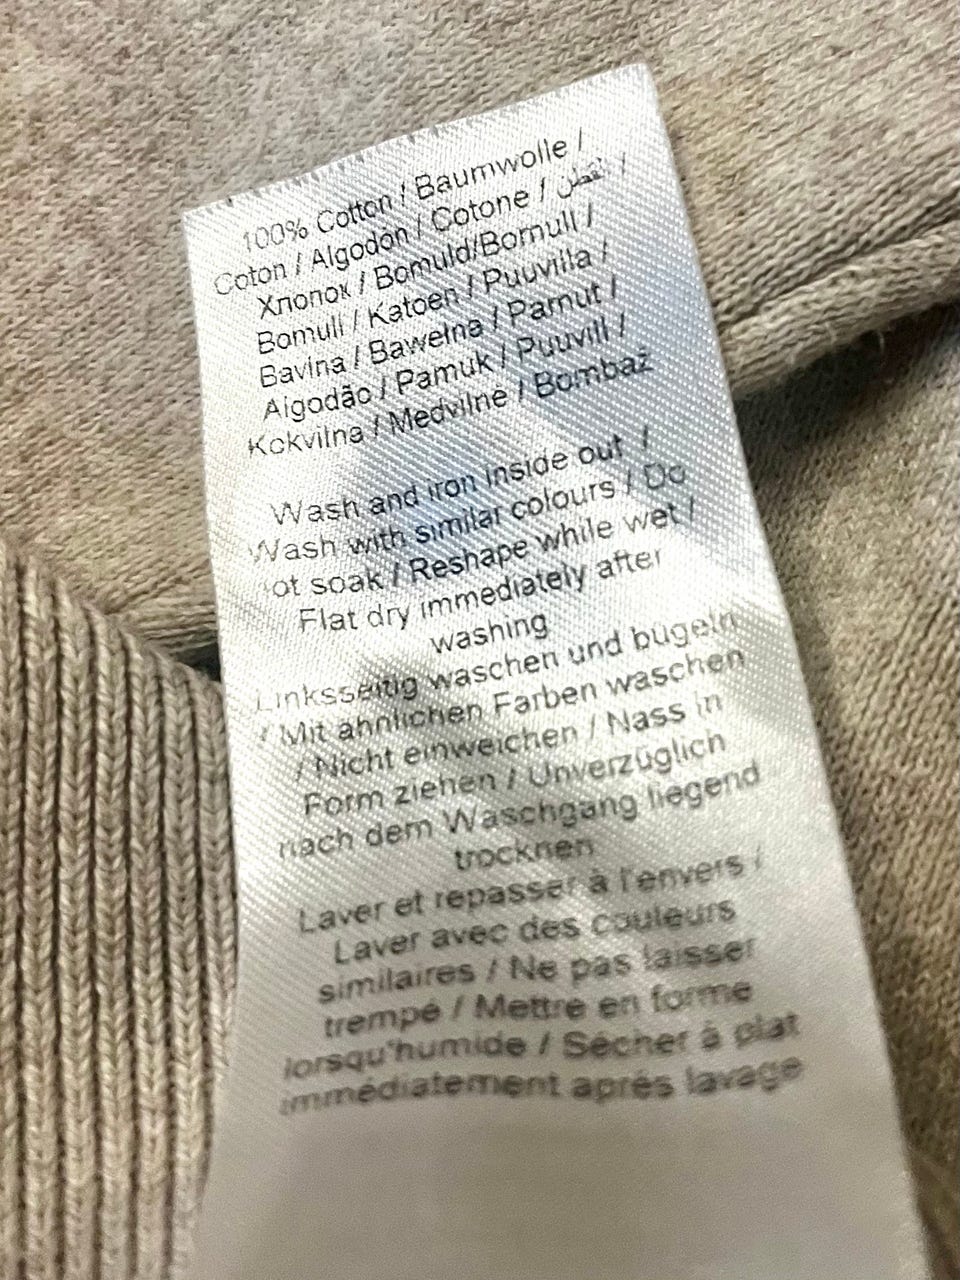 100% Cotton / Baumwolle /
Coton / Algodón / Cotone / القطن /
Хлопок / Bomuld/Bomull /
Bomull / Katoen / Puuvilla /
Bavlna / Bawełna / Pamut /
Algodão / Pamuk / Puuvill /
Kokvilna / Medvilnė / Bombaž
Wash and iron inside out /
Wash with similar colours / Do
ot soak / Reshape while wet /
Flat dry immediately after
washing
Linksseitig waschen und bügeln
/ Mit ähnlichen Farben waschen
/ Nicht einweichen / Nass in
Form ziehen / Unverzüglich
nach dem Waschgang liegend
trocknen
Laver et repasser à l'envers /
Laver avec des couleurs
similaires / Ne pas laisser
trempé / Mettre en forme
lorsqu'humide / Sécher à plat
immédiatement après lavage